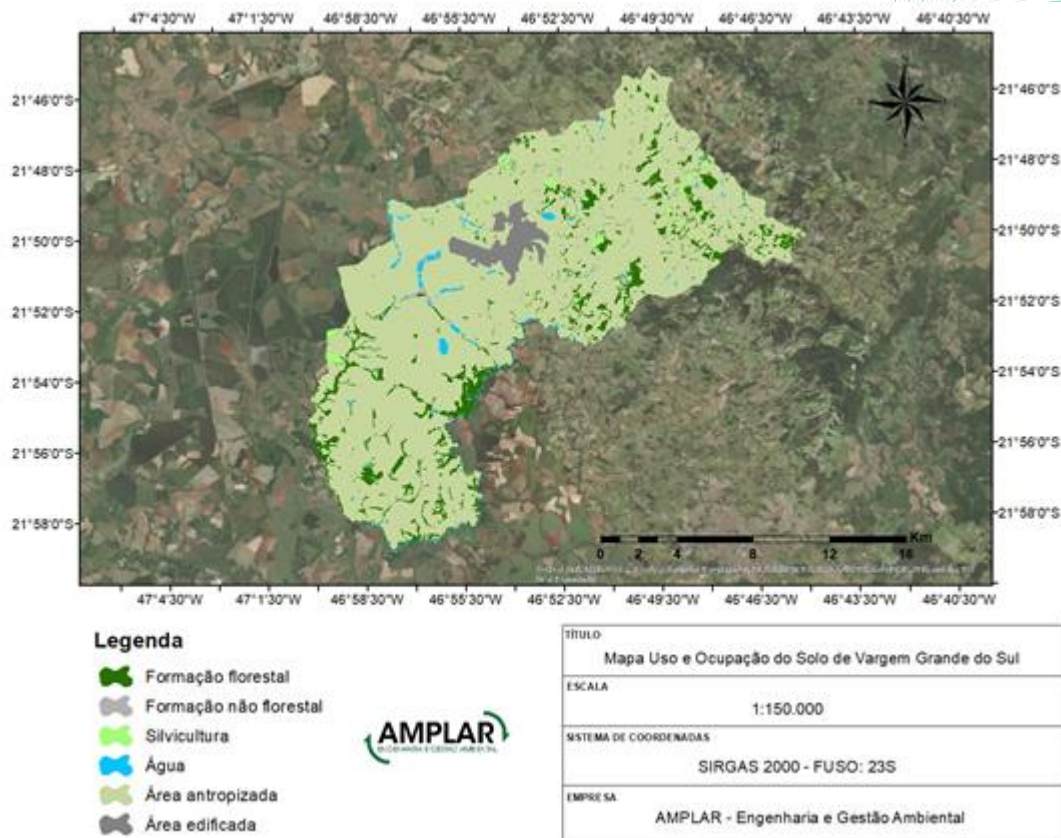 47°4'30"W 47°1'30"W 46°58'30"W 46°55'30"W 46°52'30"W 46°49'30"W 46°46'30"W 46°43'30"W 46°40'30"W
21°46'0"S 21°46'0"S
21°48'0"S 21°48'0"S
21°50'0"S 21°50'0"S
21°52'0"S 21°52'0"S
21°54'0"S 21°54'0"S
21°56'0"S 21°56'0"S
21°58'0"S 21°58'0"S
Km
0 2 4 8 12 16
47°4'30"W 47°1'30"W 46°58'30"W 46°55'30"W 46°52'30"W 46°49'30"W 46°46'30"W 46°43'30"W 46°40'30"W
Legenda
Formação florestal
Formação não florestal
Silvicultura
Água
Área antropizada
Área edificada
AMPLAR
ENGENHARIA E GESTÃO AMBIENTAL
TÍTULO
Mapa Uso e Ocupação do Solo de Vargem Grande do Sul
ESCALA
1:150.000
SISTEMA DE COORDENADAS
SIRGAS 2000 - FUSO: 23S
EMPRESA
AMPLAR - Engenharia e Gestão Ambiental